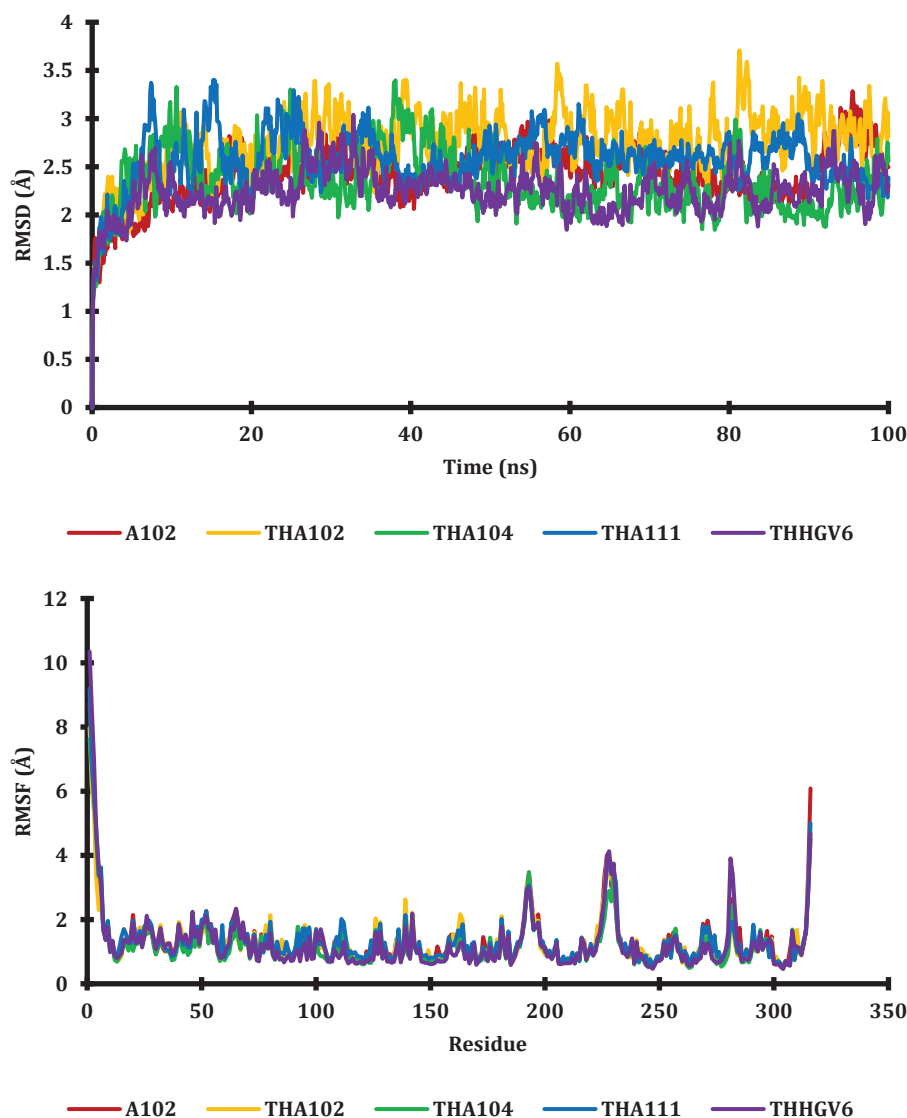 4
3.5
3
2.5
2
1.5
1
0.5
0
RMSD (Å)
0 20 40 60 80 100
Time (ns)
A102 THA102 THA104 THA111 THHGV6
12
10
8
6
4
2
0
RMSF (Å)
0 50 100 150 200 250 300 350
Residue
A102 THA102 THA104 THA111 THHGV6